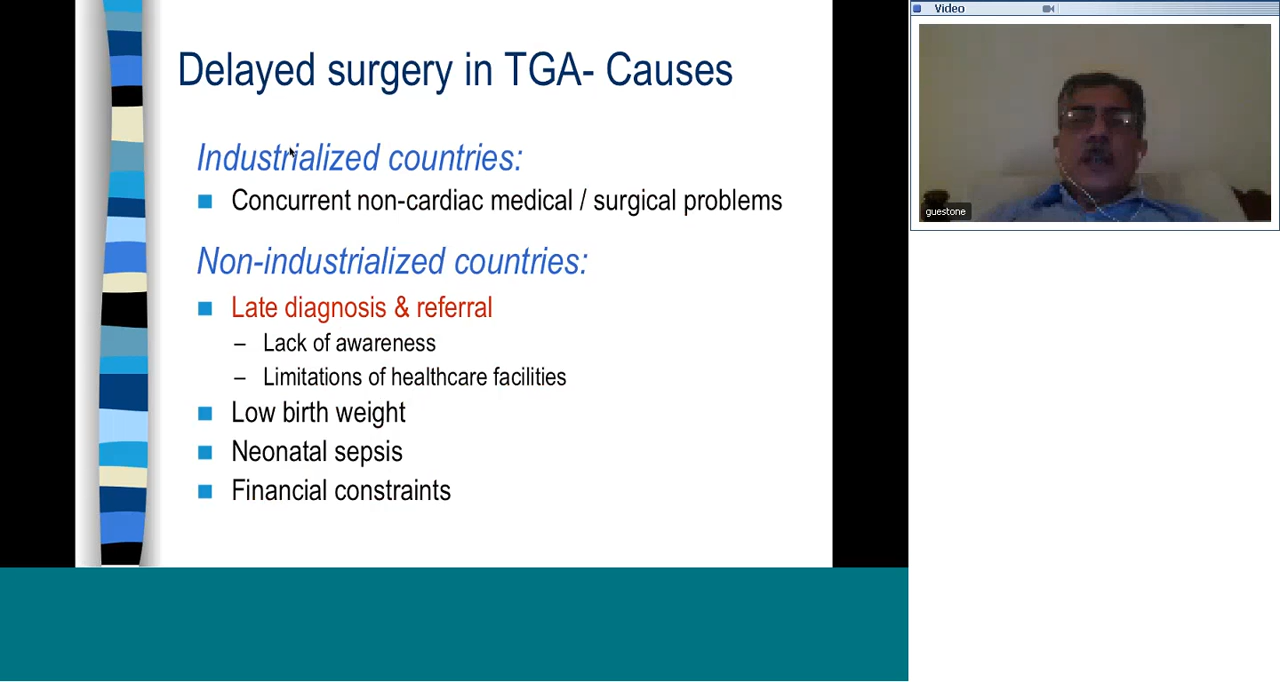 Delayed surgery in TGA- Causes
Industrialized countries:
Concurrent non-cardiac medical / surgical problems
Non-industrialized countries:
Late diagnosis & referral
– Lack of awareness
– Limitations of healthcare facilities
Low birth weight
Neonatal sepsis
Financial constraints
Video
guestone